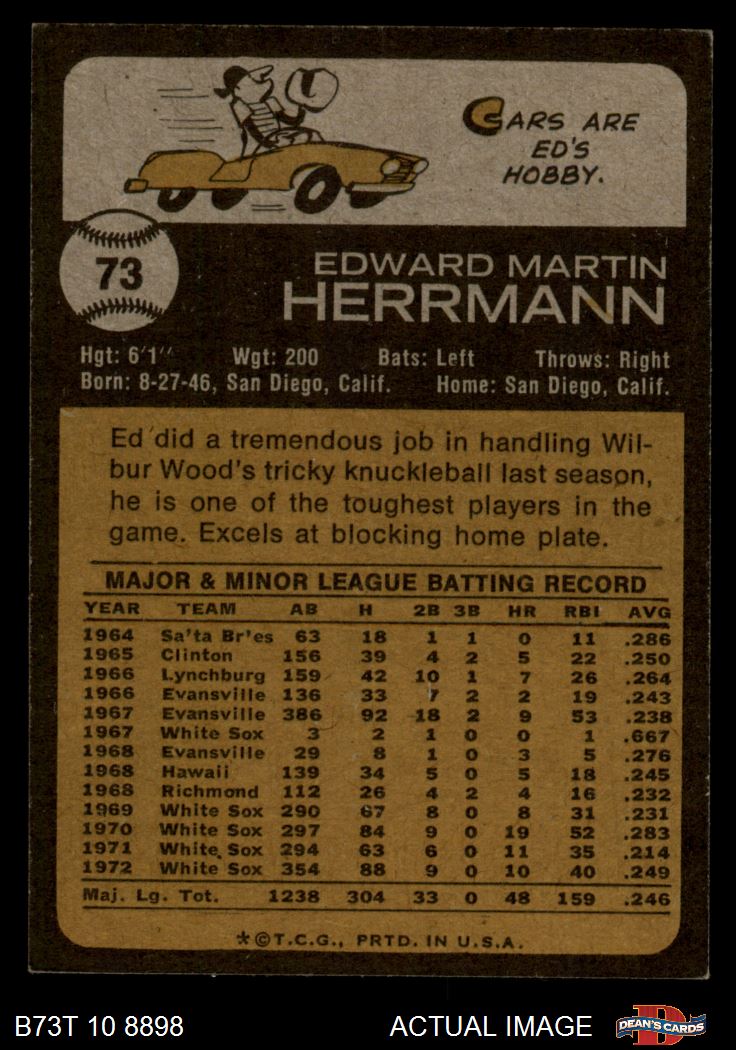 CARS ARE
ED'S
HOBBY.
73
EDWARD MARTIN
HERRMANN
Hgt: 6'1" Wgt: 200 Bats: Left Throws: Right
Born: 8-27-46, San Diego, Calif. Home: San Diego, Calif.
Ed did a tremendous job in handling Wil-
bur Wood's tricky knuckleball last season,
he is one of the toughest players in the
game. Excels at blocking home plate.
MAJOR & MINOR LEAGUE BATTING RECORD
YEAR TEAM AB H 2B 3B HR RBI AVG
1964 Sa'ta Br'es 63 18 1 1 0 11 .286
1965 Clinton 156 39 4 2 5 22 .250
1966 Lynchburg 159 42 10 1 7 26 .264
1966 Evansville 136 33 7 2 2 19 .243
1967 Evansville 386 92 18 2 9 53 .238
1967 White Sox 3 2 1 0 0 1 .667
1968 Evansville 29 8 1 0 3 5 .276
1968 Hawaii 139 34 5 0 5 18 .245
1968 Richmond 112 26 4 2 4 16 .232
1969 White Sox 290 67 8 0 8 31 .231
1970 White Sox 297 84 9 0 19 52 .283
1971 White Sox 294 63 6 0 11 35 .214
1972 White Sox 354 88 9 0 10 40 .249
Maj. Lg. Tot. 1238 304 33 0 48 159 .246
*©T.C.G., PRTD. IN U.S.A.
B73T 10 8898 ACTUAL IMAGE
D
DEAN'S CARDS